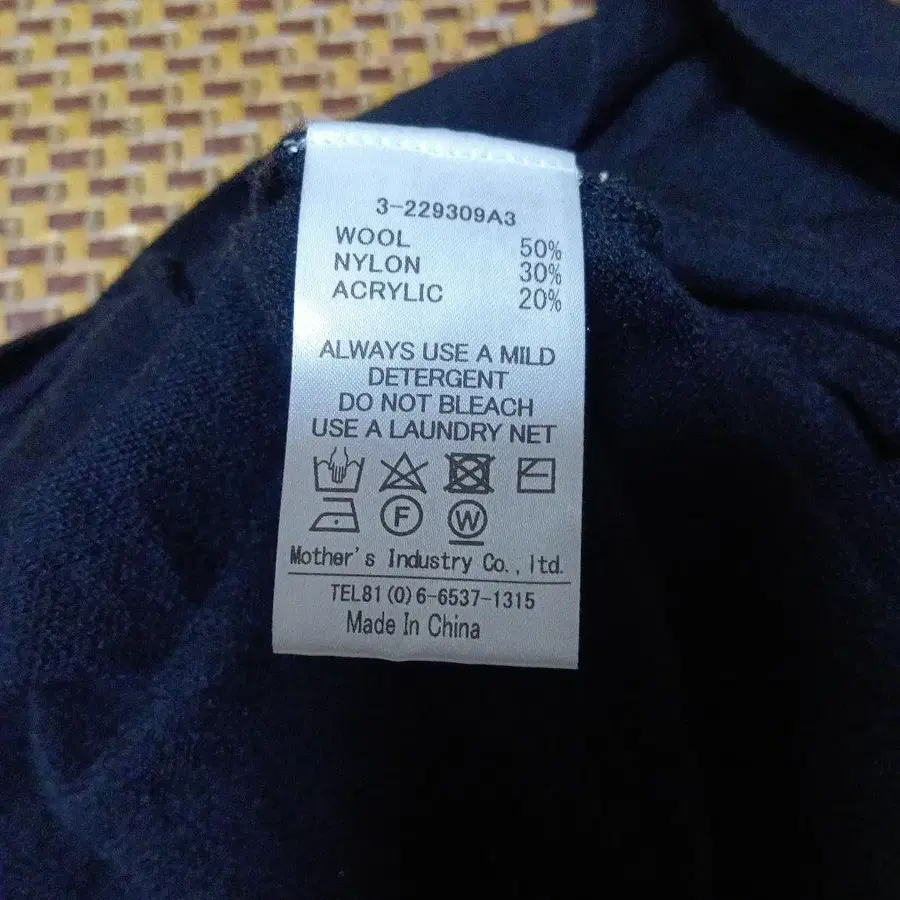 3-229309A3
WOOL 50%
NYLON 30%
ACRYLIC 20%
ALWAYS USE A MILD
DETERGENT
DO NOT BLEACH
USE A LAUNDRY NET
F W
Mother's Industry Co., ltd.
TEL81(0)6-6537-1315
Made In China